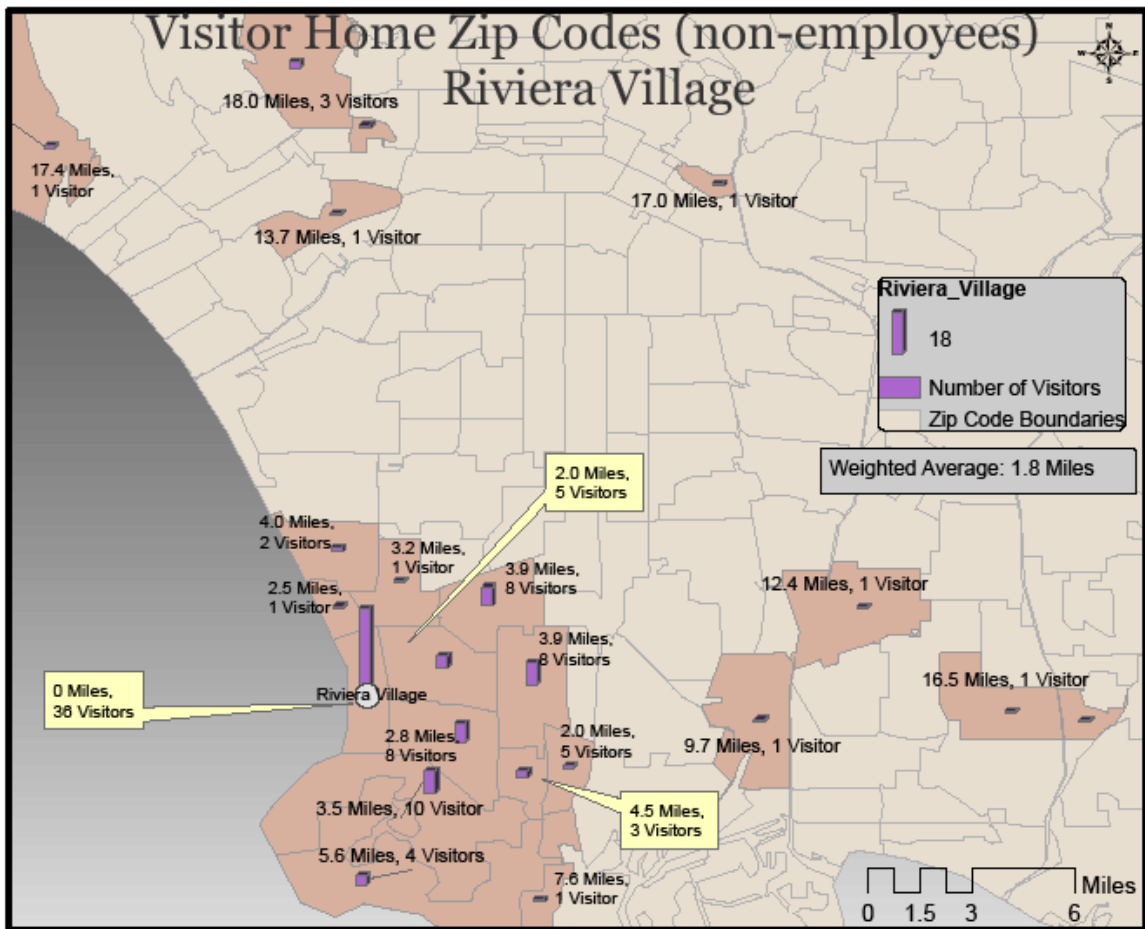 Visitor Home Zip Codes (non-employees)
Riviera Village
W E
S
18.0 Miles, 3 Visitors
17.4 Miles,
1 Visitor
17.0 Miles, 1 Visitor
13.7 Miles, 1 Visitor
Riviera_Village
18
Number of Visitors
Zip Code Boundaries
Weighted Average: 1.8 Miles
2.0 Miles,
5 Visitors
4.0 Miles,
2 Visitors
3.2 Miles,
1 Visitor
3.9 Miles,
8 Visitors
2.5 Miles,
1 Visitor
12.4 Miles, 1 Visitor
3.9 Miles,
8 Visitors
0 Miles,
36 Visitors
Riviera Village
16.5 Miles, 1 Visitor
2.8 Miles,
8 Visitors
2.0 Miles,
5 Visitors
9.7 Miles, 1 Visitor
3.5 Miles, 10 Visitor
4.5 Miles,
3 Visitors
5.6 Miles, 4 Visitors
7.6 Miles,
1 Visitor
Miles
0 1.5 3 6